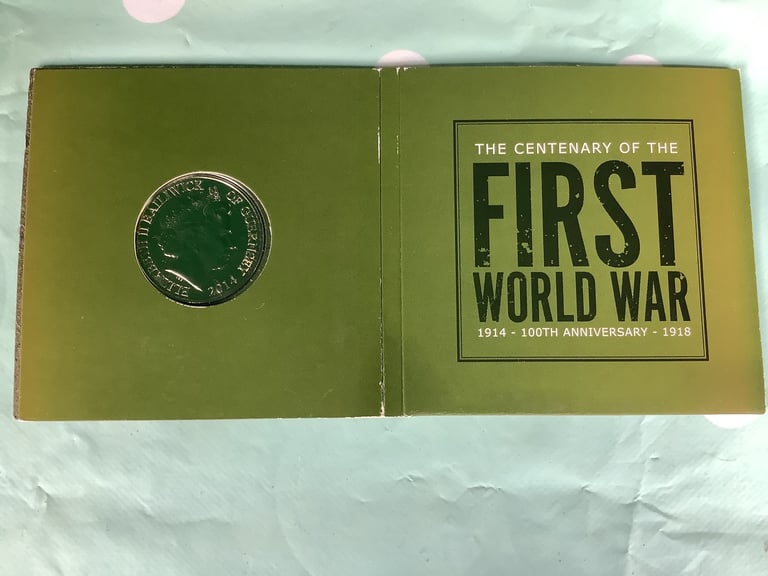 ELIZABETH II BAILIWICK OF GUERNSEY 2014
THE CENTENARY OF THE
FIRST
WORLD WAR
1914 - 100TH ANNIVERSARY - 1918